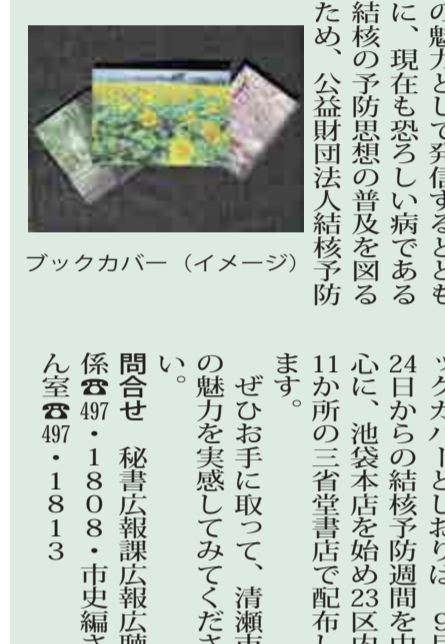 の魅力として発信するととも
に、現在も恐ろしい病である
結核の予防思想の普及を図る
ため、公益財団法人結核予防
ブックカバー(イメージ)
ックカバーとしおりは、9月
24日からの結核予防週間を中
心に、池袋本店を始め23区内
11か所の三省堂書店で配布し
ます。
ぜひお手に取って、清瀬市
の魅力を実感してみてくださ
い。
問合せ 秘書広報課広報広聴
係☎497・1808・市史編さ
ん室☎497・1813